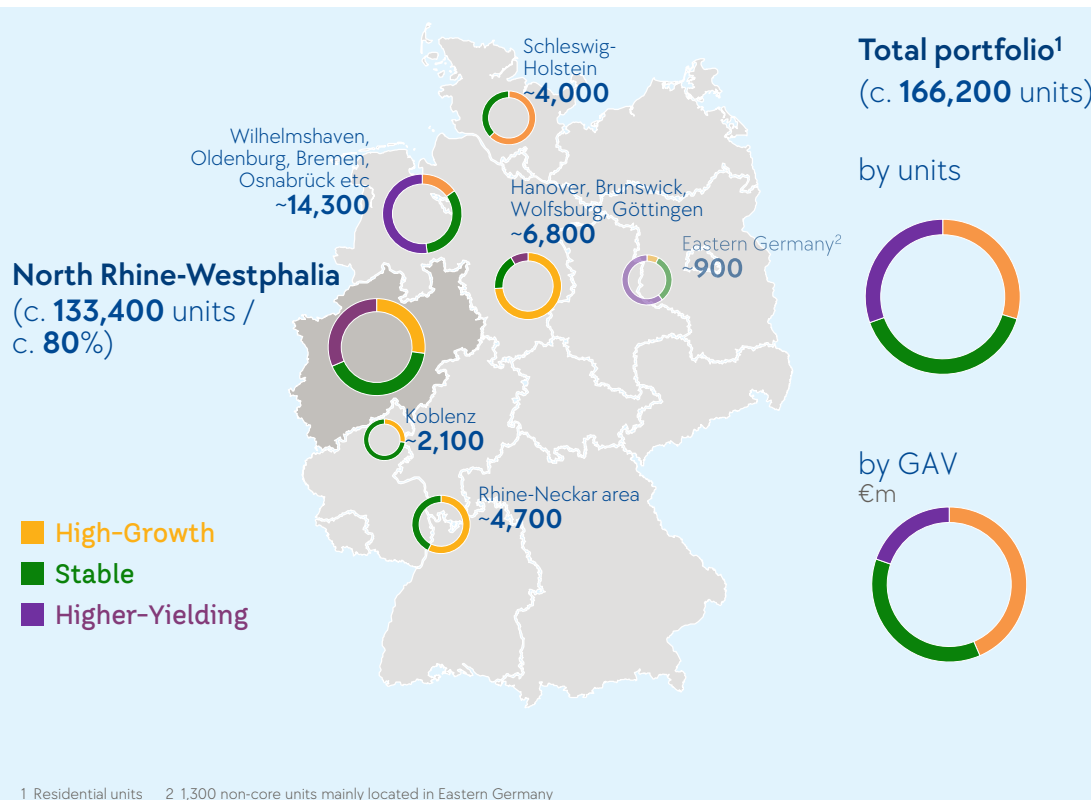 Schleswig-
Holstein
~4,000
Wilhelmshaven,
Oldenburg, Bremen,
Osnabrück etc
~14,300
Hanover, Brunswick,
Wolfsburg, Göttingen
~6,800
Eastern Germany2
~900
North Rhine-Westphalia
(c. 133,400 units /
c. 80%)
Koblenz
~2,100
Rhine-Neckar area
~4,700
High-Growth
Stable
Higher-Yielding
Total portfolio1
(c. 166,200 units)
by units
by GAV
€m
1 Residential units 2 1,300 non-core units mainly located in Eastern Germany